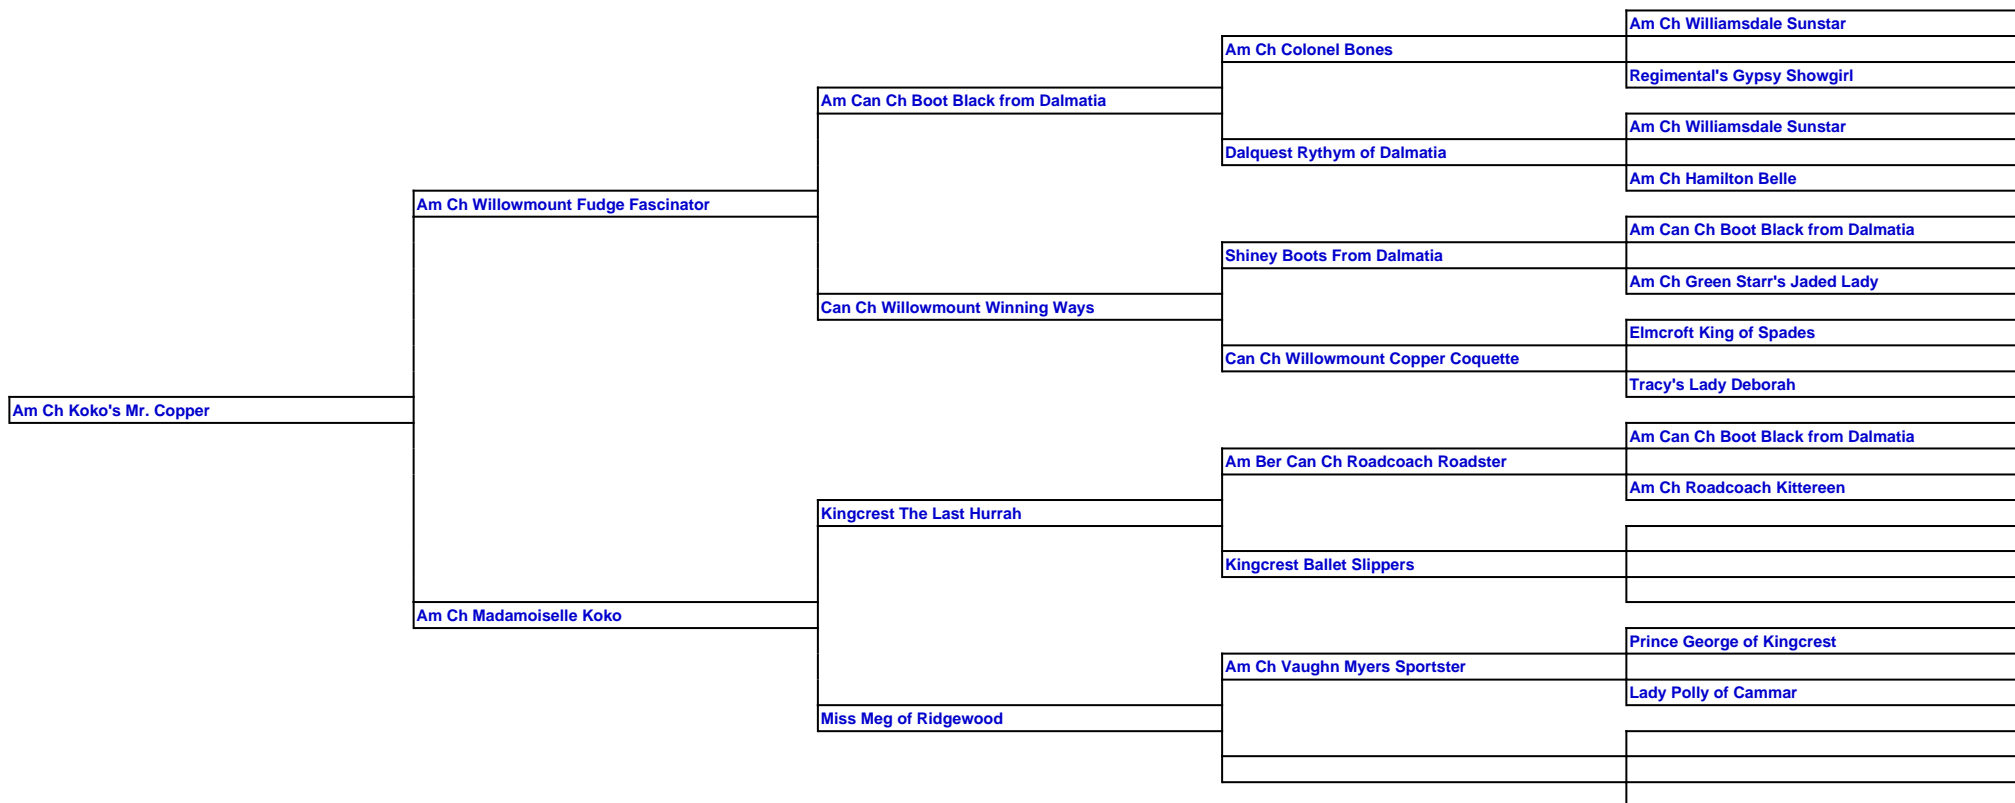 Am Ch Williamsdale Sunstar
Am Ch Colonel Bones
Regimental's Gypsy Showgirl
Am Can Ch Boot Black from Dalmatia
Am Ch Williamsdale Sunstar
Dalquest Rythym of Dalmatia
Am Ch Hamilton Belle
Am Ch Willowmount Fudge Fascinator
Am Can Ch Boot Black from Dalmatia
Shiney Boots From Dalmatia
Am Ch Green Starr's Jaded Lady
Can Ch Willowmount Winning Ways
Elmcroft King of Spades
Can Ch Willowmount Copper Coquette
Tracy's Lady Deborah
Am Ch Koko's Mr. Copper
Am Can Ch Boot Black from Dalmatia
Am Ber Can Ch Roadcoach Roadster
Am Ch Roadcoach Kittereen
Kingcrest The Last Hurrah
Kingcrest Ballet Slippers
Am Ch Madamoiselle Koko
Prince George of Kingcrest
Am Ch Vaughn Myers Sportster
Lady Polly of Cammar
Miss Meg of Ridgewood